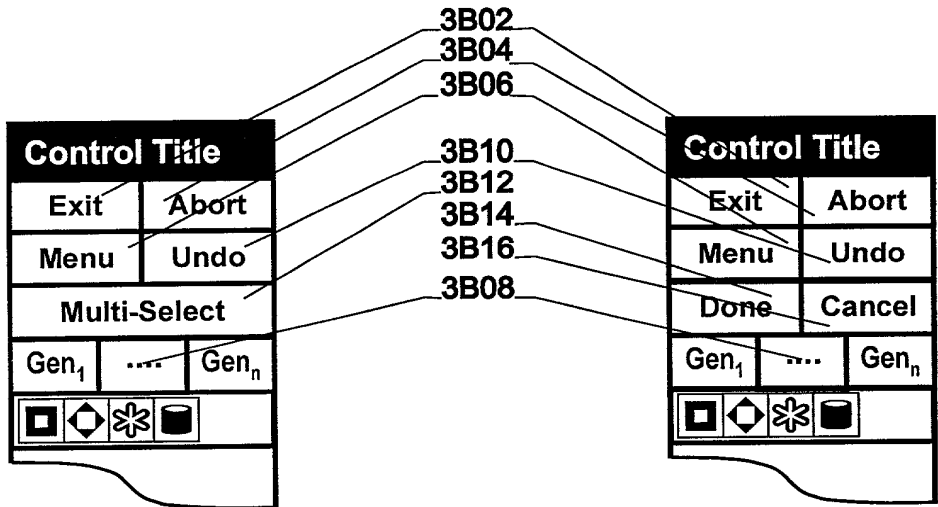 3B02
3B04
3B06
3B10
3B12
3B14
3B16
3B08
Control Title
Exit Abort
Menu Undo
Multi-Select
Gen₁ .... Genₙ
Control Title
Exit Abort
Menu Undo
Done Cancel
Gen₁ .... Genₙ